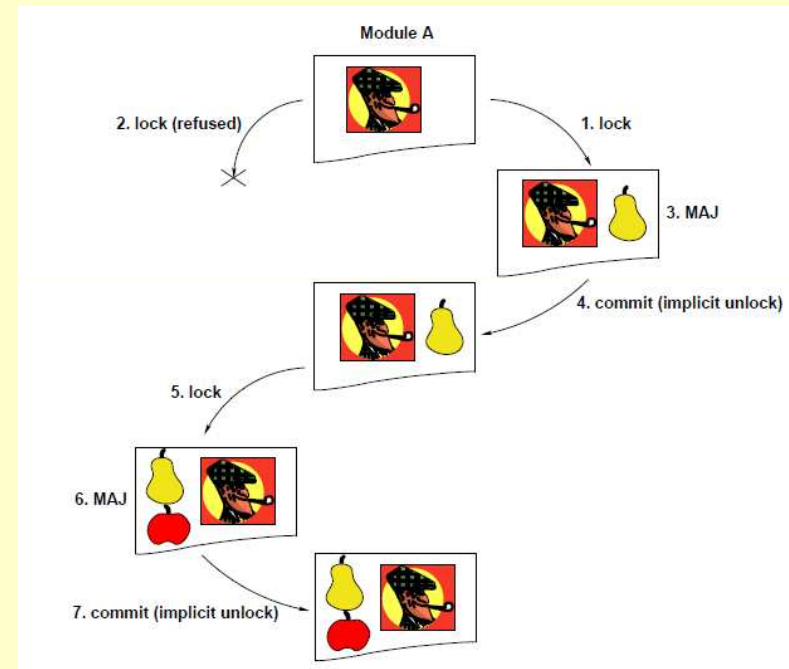 Module A
2. lock (refused)
1. lock
3. MAJ
4. commit (implicit unlock)
5. lock
6. MAJ
7. commit (implicit unlock)